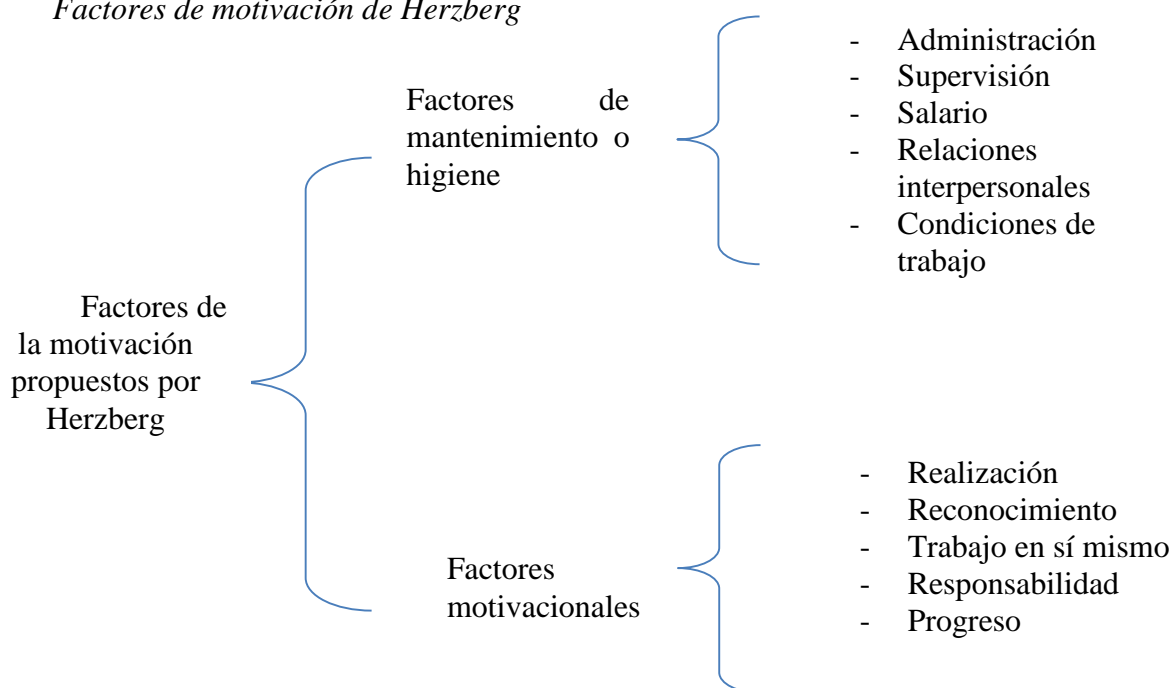 Factores de motivación de Herzberg
Factores de
mantenimiento o
higiene
- Administración
- Supervisión
- Salario
- Relaciones
interpersonales
- Condiciones de
trabajo
Factores de
la motivación
propuestos por
Herzberg
Factores
motivacionales
- Realización
- Reconocimiento
- Trabajo en sí mismo
- Responsabilidad
- Progreso